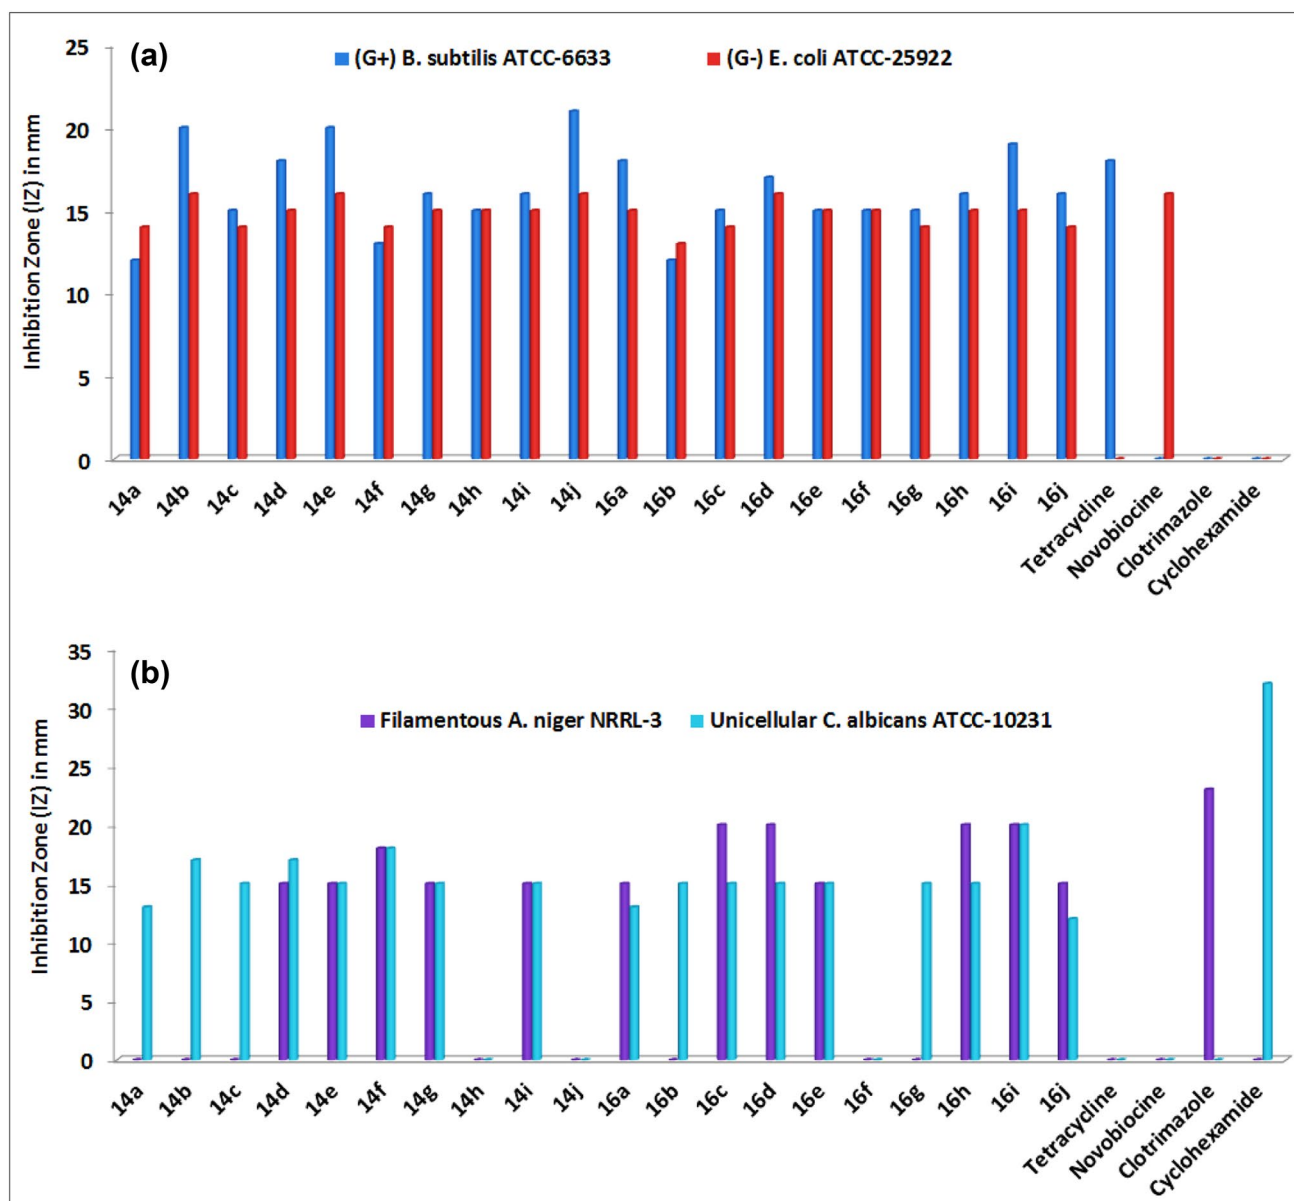 (a)
(G+) B. subtilis ATCC-6633 (G-) E. coli ATCC-25922
Inhibition Zone (IZ) in mm
25
20
15
10
5
0
14a 14b 14c 14d 14e 14f 14g 14h 14i 14j 16a 16b 16c 16d 16e 16f 16g 16h 16i 16j Tetracycline Novobiocine Clotrimazole Cyclohexamide
(b)
Filamentous A. niger NRRL-3 Unicellular C. albicans ATCC-10231
Inhibition Zone (IZ) in mm
35
30
25
20
15
10
5
0
14a 14b 14c 14d 14e 14f 14g 14h 14i 14j 16a 16b 16c 16d 16e 16f 16g 16h 16i 16j Tetracycline Novobiocine Clotrimazole Cyclohexamide